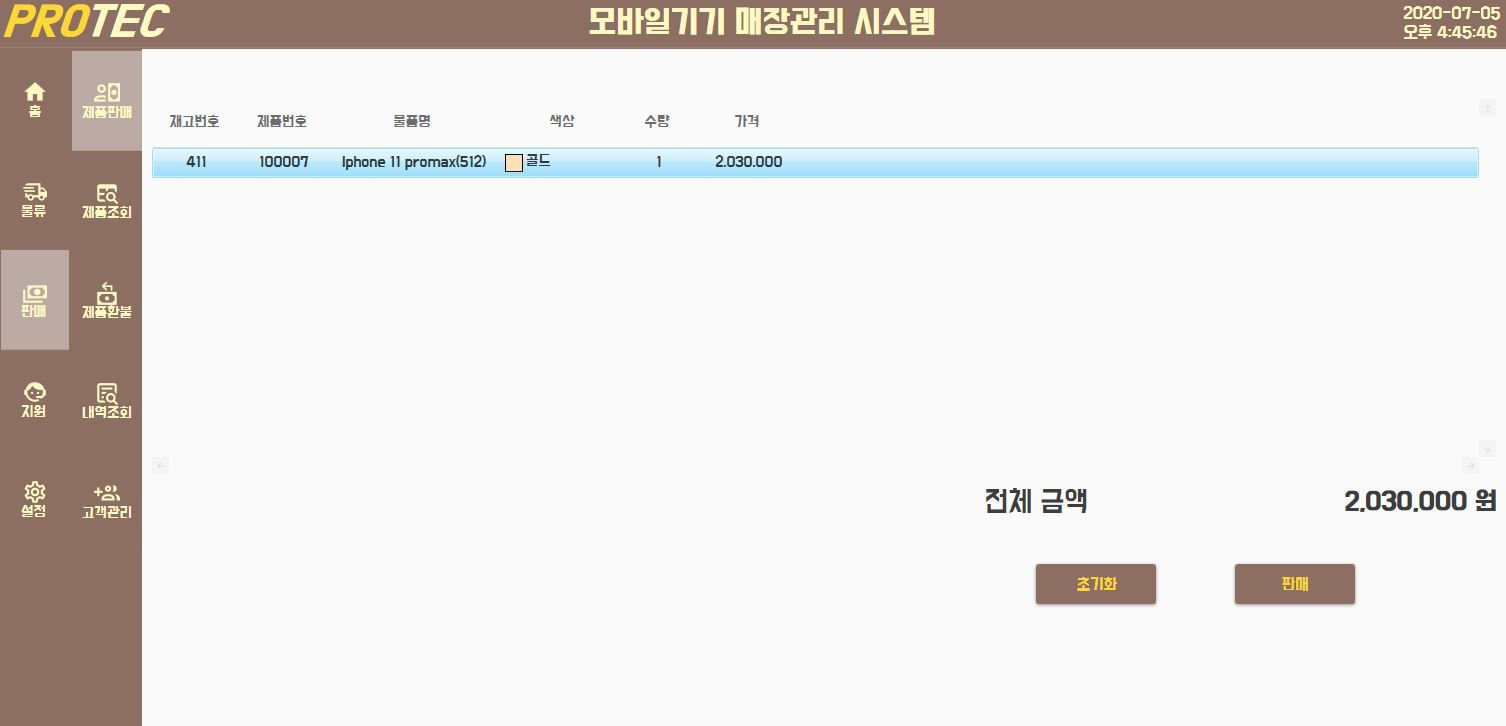 PROTEC
모바일기기 매장관리 시스템
2020-07-05
오후 4:45:46
홈
제품판매
물류
제품조회
판매
제품환불
지원
내역조회
설정
고객관리
재고번호 제품번호 물품명 색상 수량 가격
411 100007 Iphone 11 promax(512) 골드 1 2,030,000
전체 금액 2,030,000 원
초기화 판매